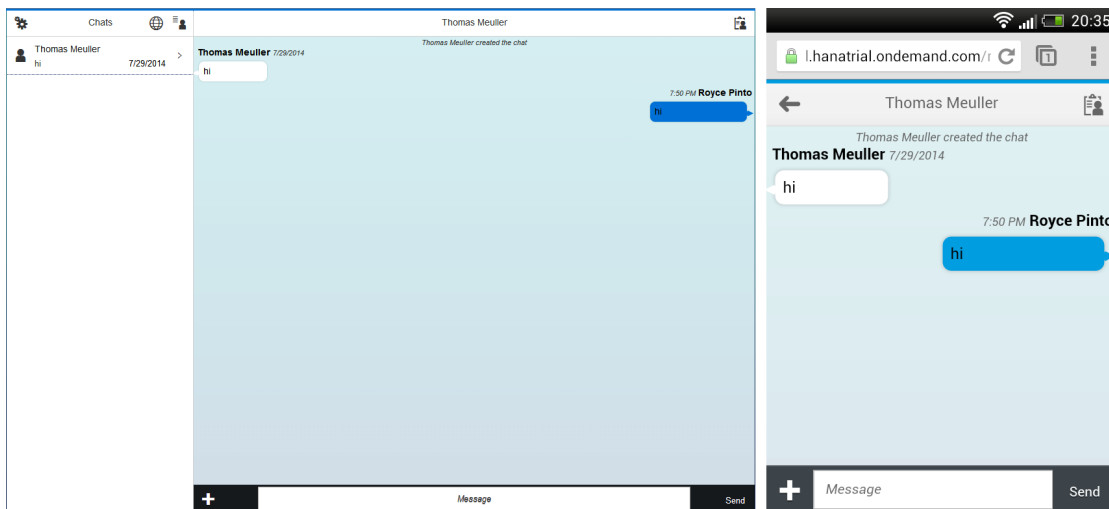 Chats
Thomas Meuller
Thomas Meuller
hi
7/29/2014
Thomas Meuller created the chat
Thomas Meuller 7/29/2014
hi
7:50 PM Royce Pinto
hi
Message
Send
20:35
l.hanatrial.ondemand.com/
1
Thomas Meuller
Thomas Meuller created the chat
Thomas Meuller 7/29/2014
hi
7:50 PM Royce Pinto
hi
Message
Send